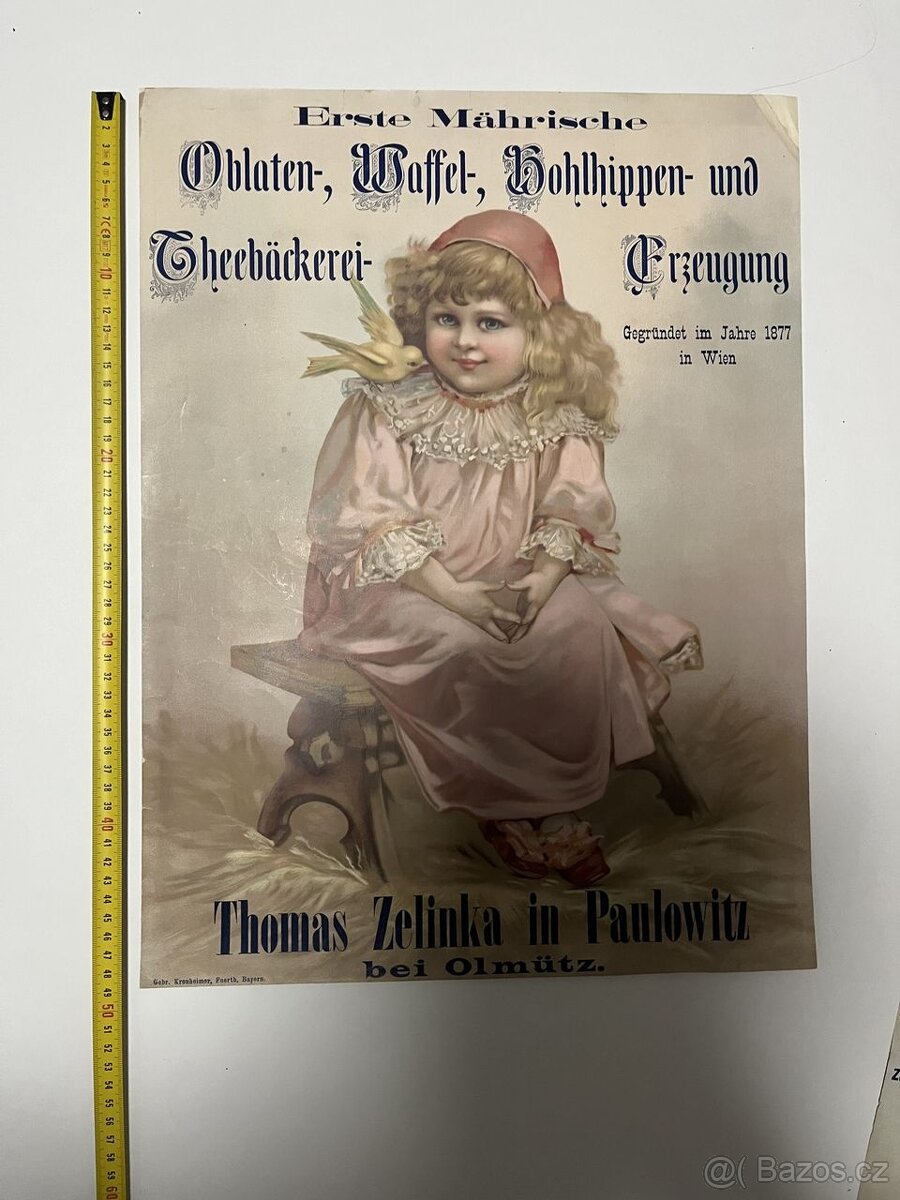 Erste Mährische
Oblaten-, Waffel-, Hohlhippen- und
Theebäckerei- Erzeugung
Gegründet im Jahre 1877
in Wien
Thomas Zelinka in Paulowitz
bei Olmütz.
Gebr. Kronheimer, Fuerth, Bayern.
@( Bazos.cz